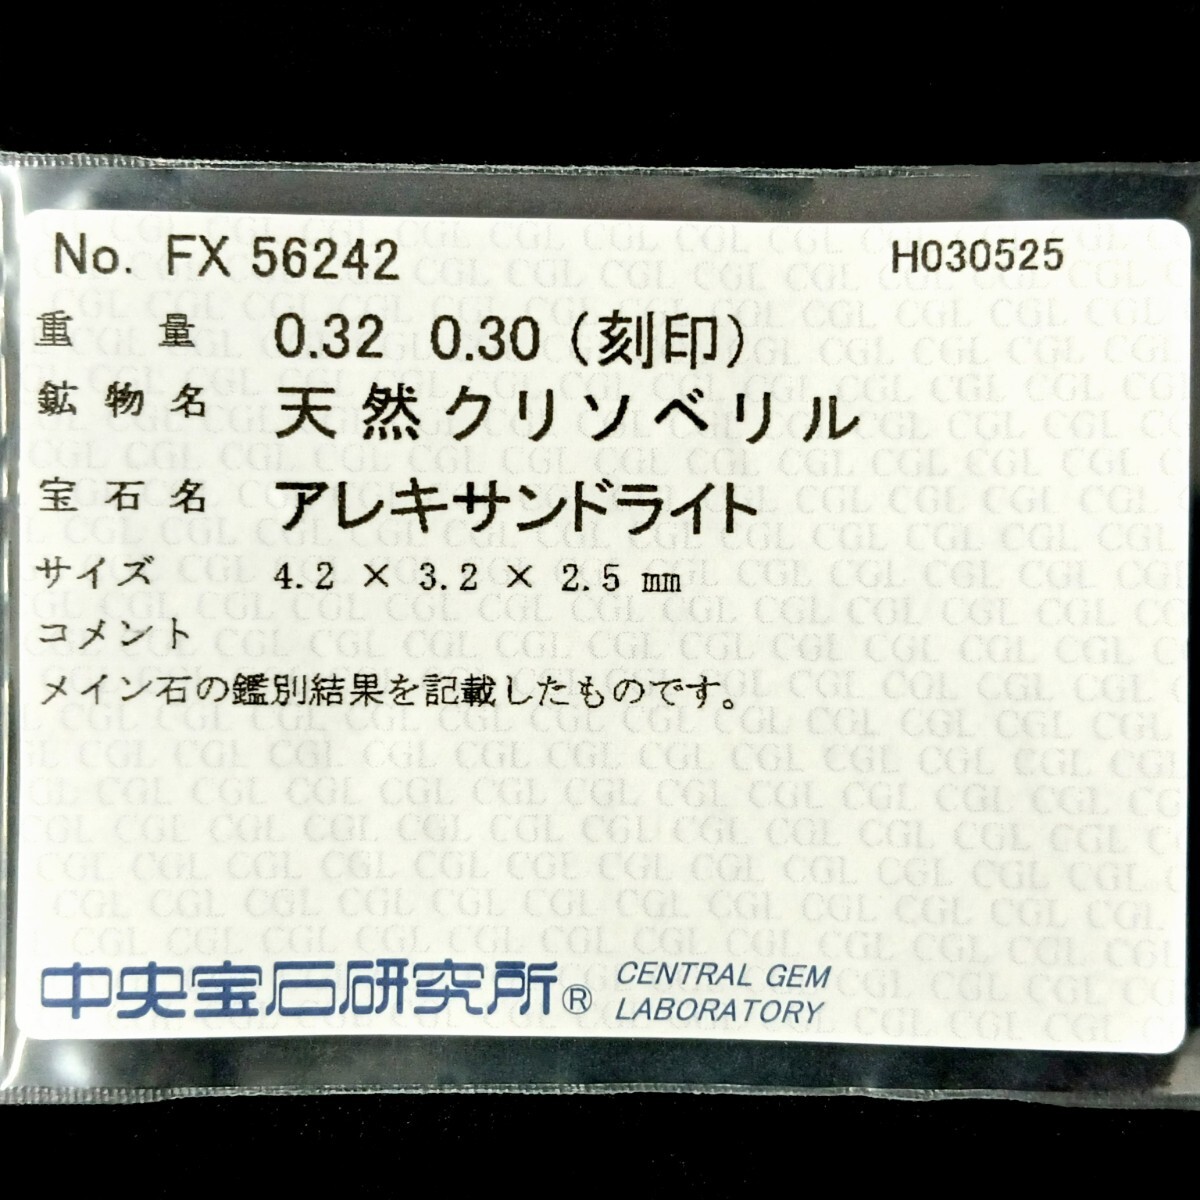 No. FX 56242 H030525
重量 0.32 0.30 (刻印)
鉱物名 天然クリソベリル
宝石名 アレキサンドライト
サイズ 4.2 × 3.2 × 2.5 mm
コメント
メイン石の鑑別結果を記載したものです。
中央宝石研究所® CENTRAL GEM
LABORATORY